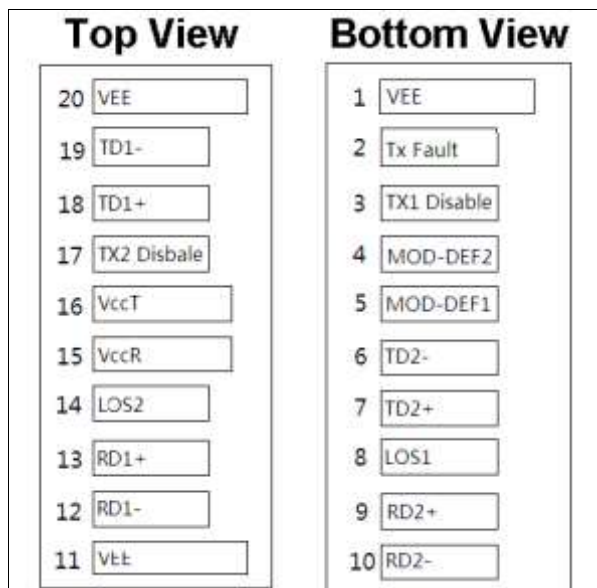 Top View
20 VEE
19 TD1-
18 TD1+
17 TX2 Disbale
16 VccT
15 VccR
14 LOS2
13 RD1+
12 RD1-
11 VEE
Bottom View
1 VEE
2 Tx Fault
3 TX1 Disable
4 MOD-DEF2
5 MOD-DEF1
6 TD2-
7 TD2+
8 LOS1
9 RD2+
10 RD2-